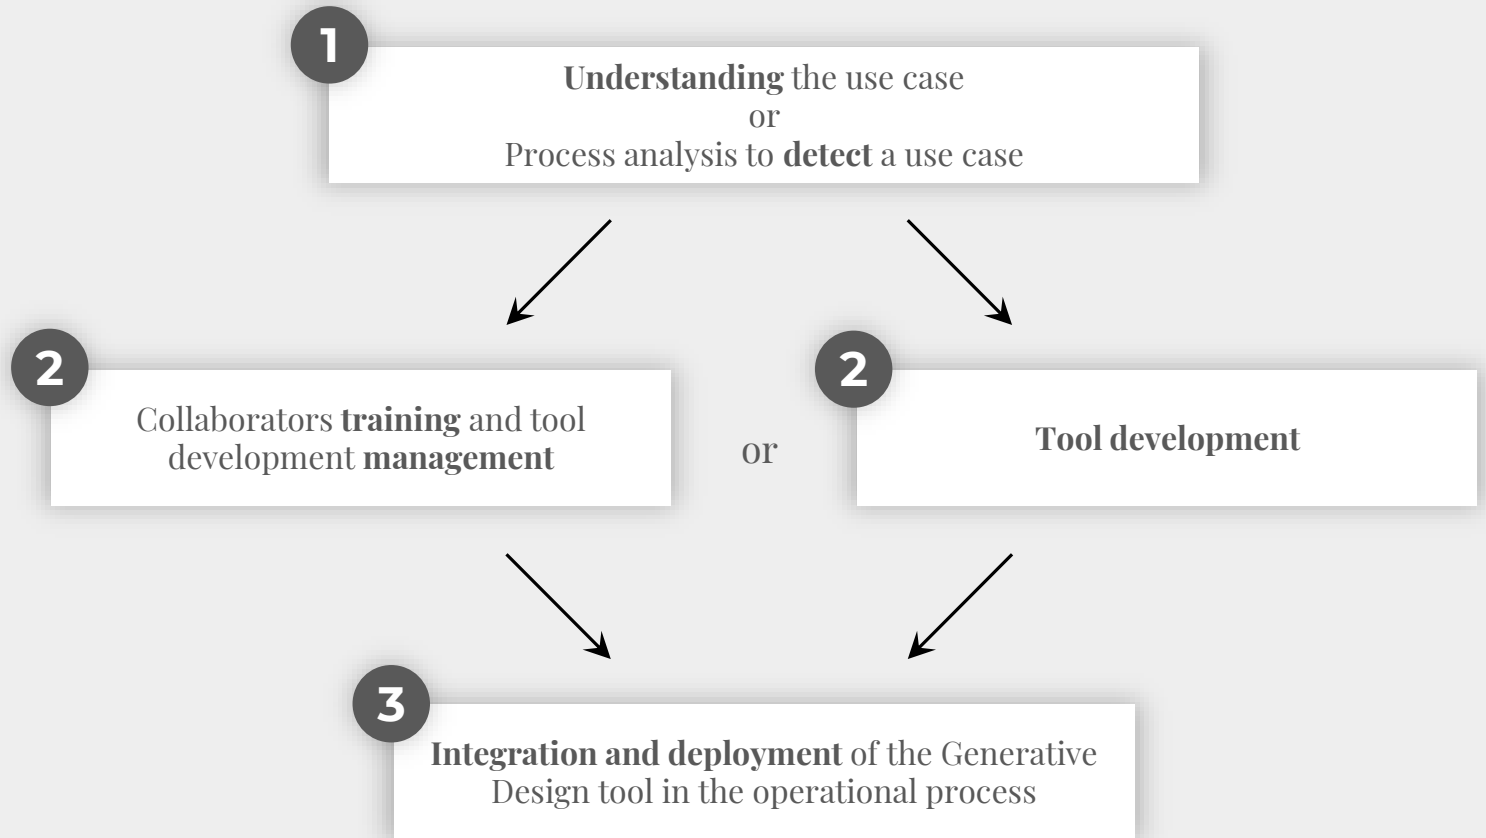 1
Understanding the use case
or
Process analysis to detect a use case
2
Collaborators training and tool
development management
or
2
Tool development
3
Integration and deployment of the Generative
Design tool in the operational process